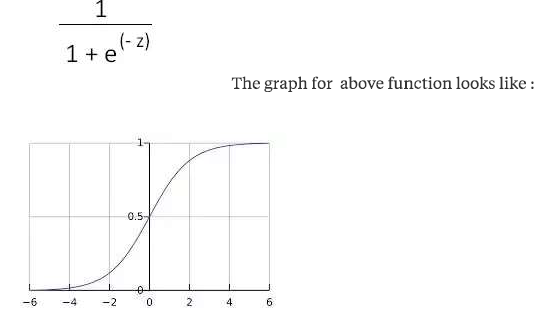 1
1 + e(- z)
The graph for above function looks like :
1
0.5
0
-6 -4 -2 0 2 4 6